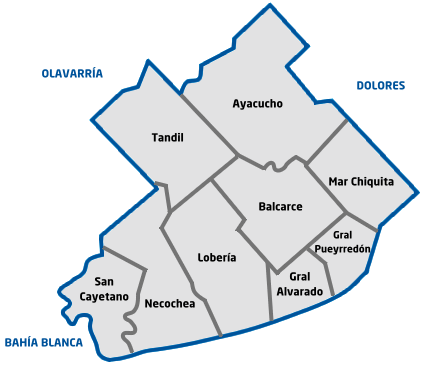 OLAVARRÍA
DOLORES
Ayacucho
Tandil
Mar Chiquita
Balcarce
Gral
Pueyrredón
Lobería
San
Cayetano
Gral
Alvarado
Necochea
BAHÍA BLANCA